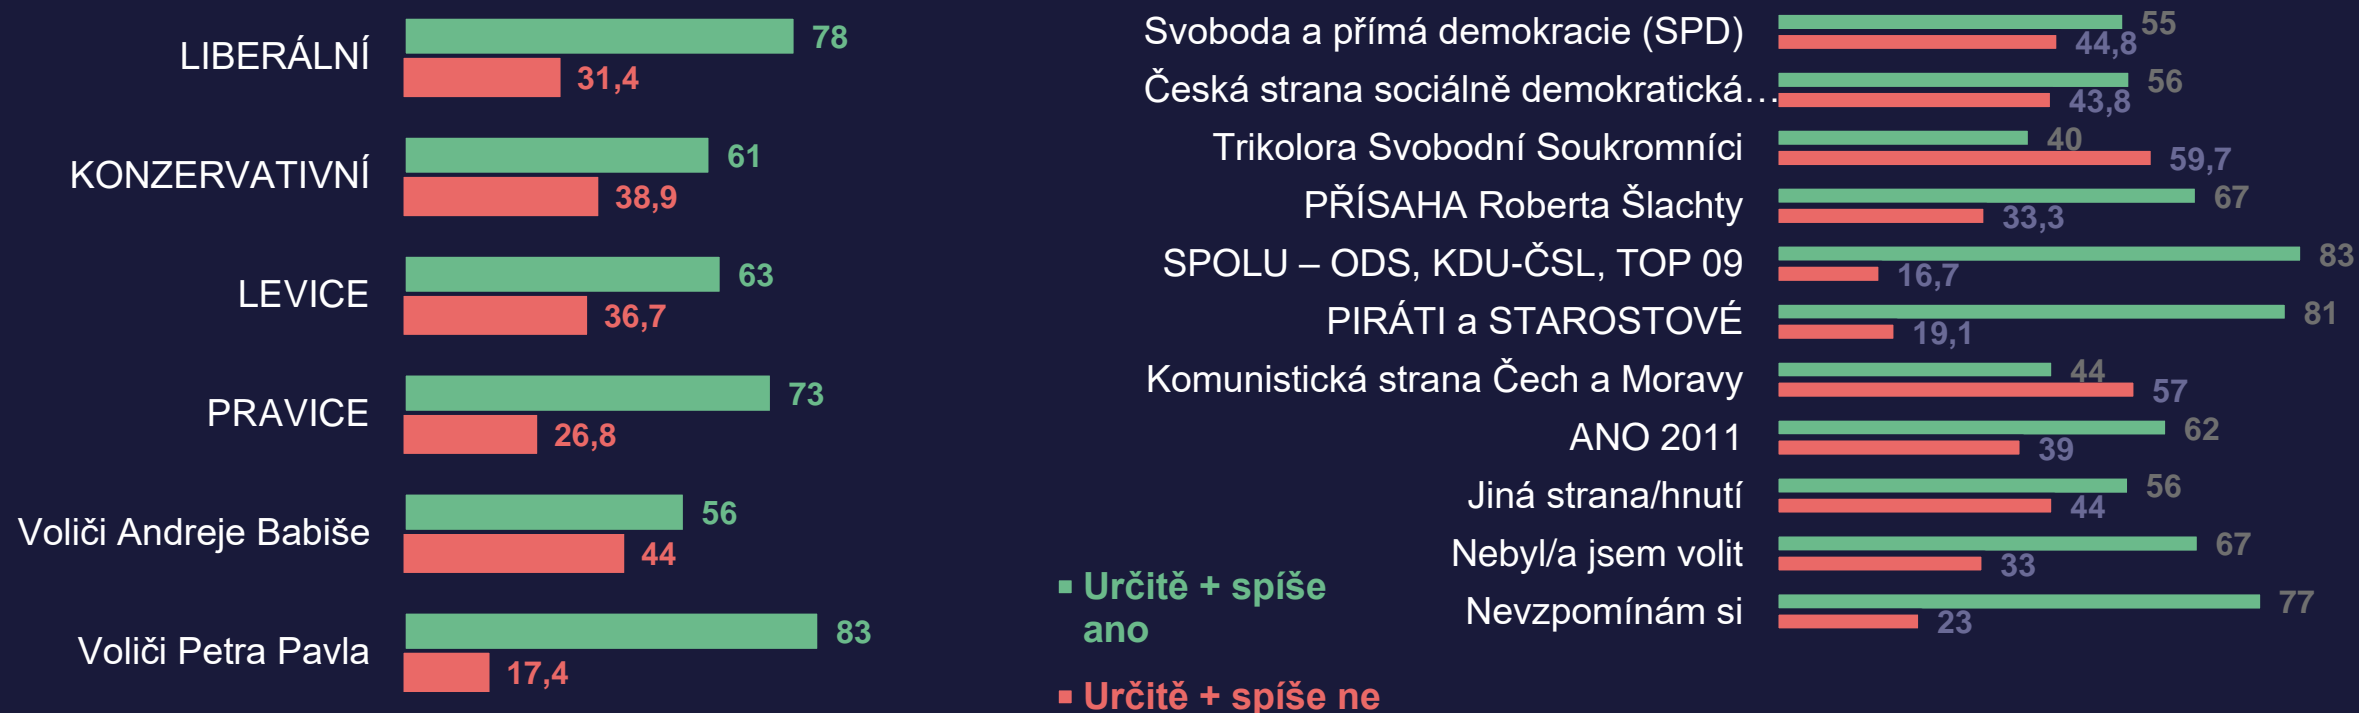 LIBERÁLNÍ
78
31,4
KONZERVATIVNÍ
61
38,9
LEVICE
63
36,7
PRAVICE
73
26,8
Voliči Andreje Babiše
56
44
Voliči Petra Pavla
83
17,4
Určitě + spíše
ano
Určitě + spíše ne
Svoboda a přímá demokracie (SPD)
55
44,8
Česká strana sociálně demokratická…
56
43,8
Trikolora Svobodní Soukromníci
40
59,7
PŘÍSAHA Roberta Šlachty
67
33,3
SPOLU – ODS, KDU-ČSL, TOP 09
83
16,7
PIRÁTI a STAROSTOVÉ
81
19,1
Komunistická strana Čech a Moravy
44
57
ANO 2011
62
39
Jiná strana/hnutí
56
44
Nebyl/a jsem volit
67
33
Nevzpomínám si
77
23